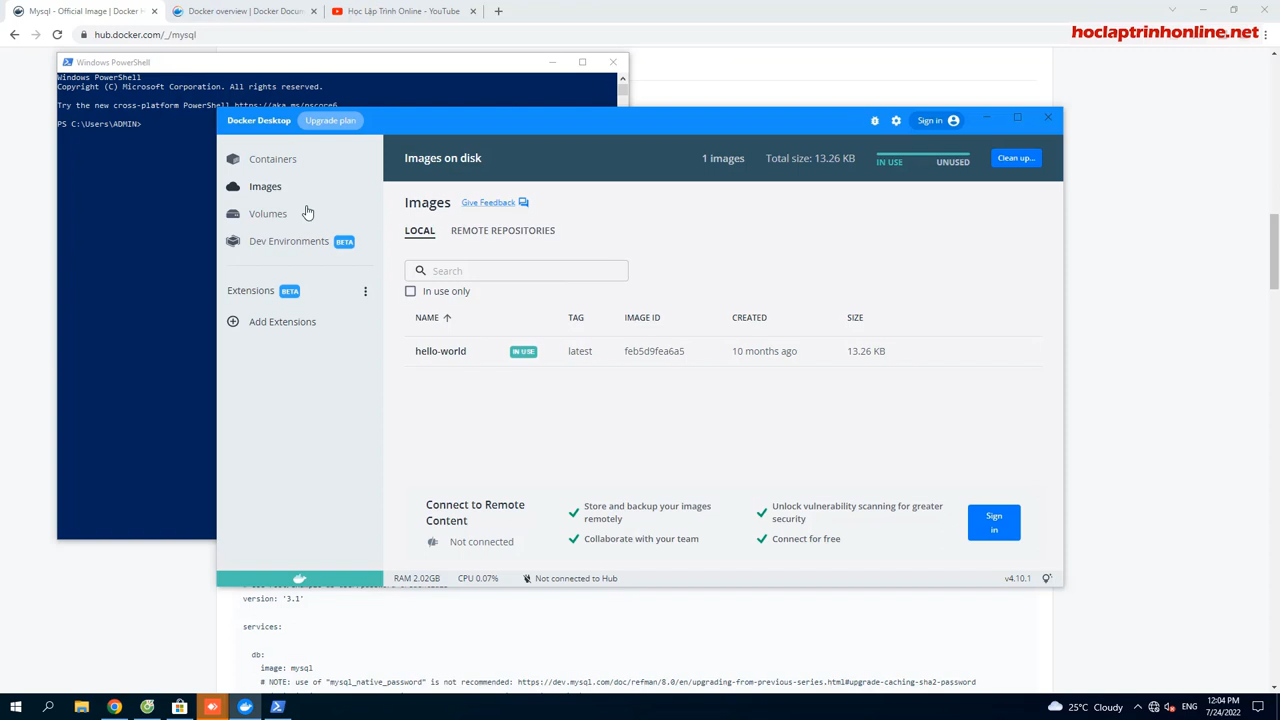 Mysql - Official Image | Docker H
Docker overview | Docker Docum
Học Lập Trình Online - YouTube
hub.docker.com/_/mysql
hoclaptrinhonline.net
Windows PowerShell
Windows PowerShell
Copyright (C) Microsoft Corporation. All rights reserved.
Try the new cross-platform PowerShell https://aka.ms/pscore6
PS C:\Users\ADMIN>
Docker Desktop
Upgrade plan
Sign in
Containers
Images
Volumes
Dev Environments BETA
Extensions BETA
Add Extensions
Images on disk
1 images
Total size: 13.26 KB
IN USE
UNUSED
Clean up...
Images
Give Feedback
LOCAL
REMOTE REPOSITORIES
Search
In use only
NAME TAG IMAGE ID CREATED SIZE
hello-world IN USE latest feb5d9fea6a5 10 months ago 13.26 KB
Connect to Remote
Content
Not connected
Store and backup your images
remotely
Collaborate with your team
Unlock vulnerability scanning for greater
security
Connect for free
Sign
in
RAM 2.02GB
CPU 0.07%
Not connected to Hub
v4.10.1
version: '3.1'
services:
db:
image: mysql
# NOTE: use of "mysql_native_password" is not recommended: https://dev.mysql.com/doc/refman/8.0/en/upgrading-from-previous-series.html#upgrade-caching-sha2-password
25°C Cloudy
ENG
12:04 PM
7/24/2022